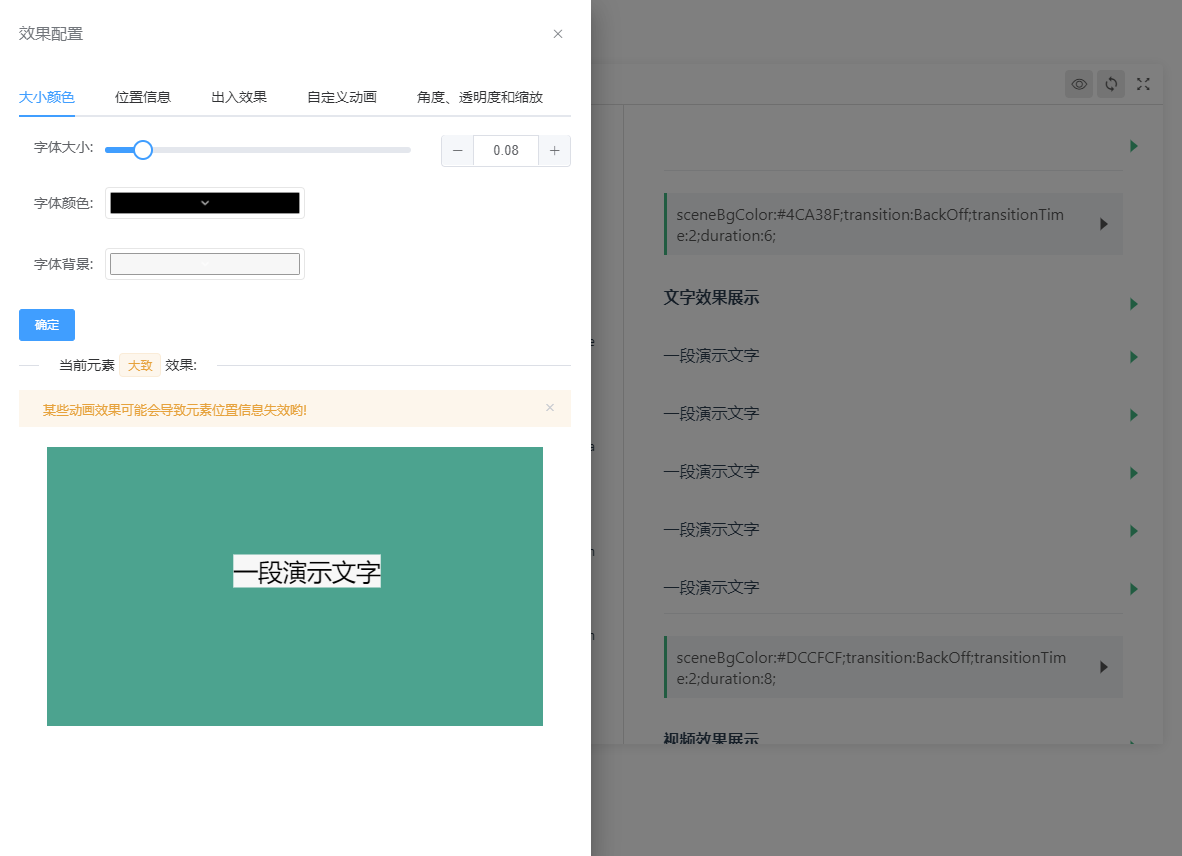 效果配置
大小颜色 位置信息 出入效果 自定义动画 角度、透明度和缩放
字体大小: 0.08
字体颜色:
字体背景:
确定
当前元素 大致 效果:
某些动画效果可能会导致元素位置信息失效哟!
一段演示文字
sceneBgColor:#4CA38F;transition:BackOff;transitionTim
e:2;duration:6;
文字效果展示
一段演示文字
一段演示文字
一段演示文字
一段演示文字
一段演示文字
sceneBgColor:#DCCFCF;transition:BackOff;transitionTim
e:2;duration:8;
视频效果展示